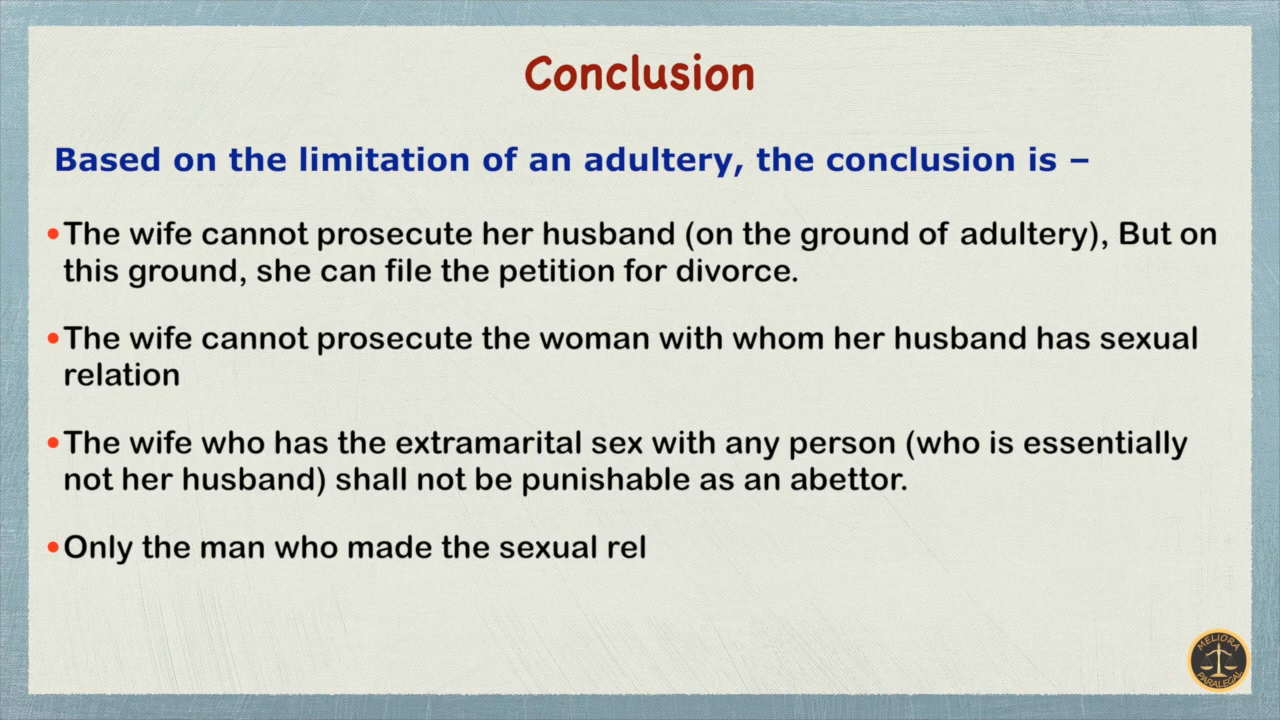 Conclusion
Based on the limitation of an adultery, the conclusion is –
•The wife cannot prosecute her husband (on the ground of adultery), But on
this ground, she can file the petition for divorce.
•The wife cannot prosecute the woman with whom her husband has sexual
relation
•The wife who has the extramarital sex with any person (who is essentially
not her husband) shall not be punishable as an abettor.
•Only the man who made the sexual rel
MELIORA
PARALEGAL